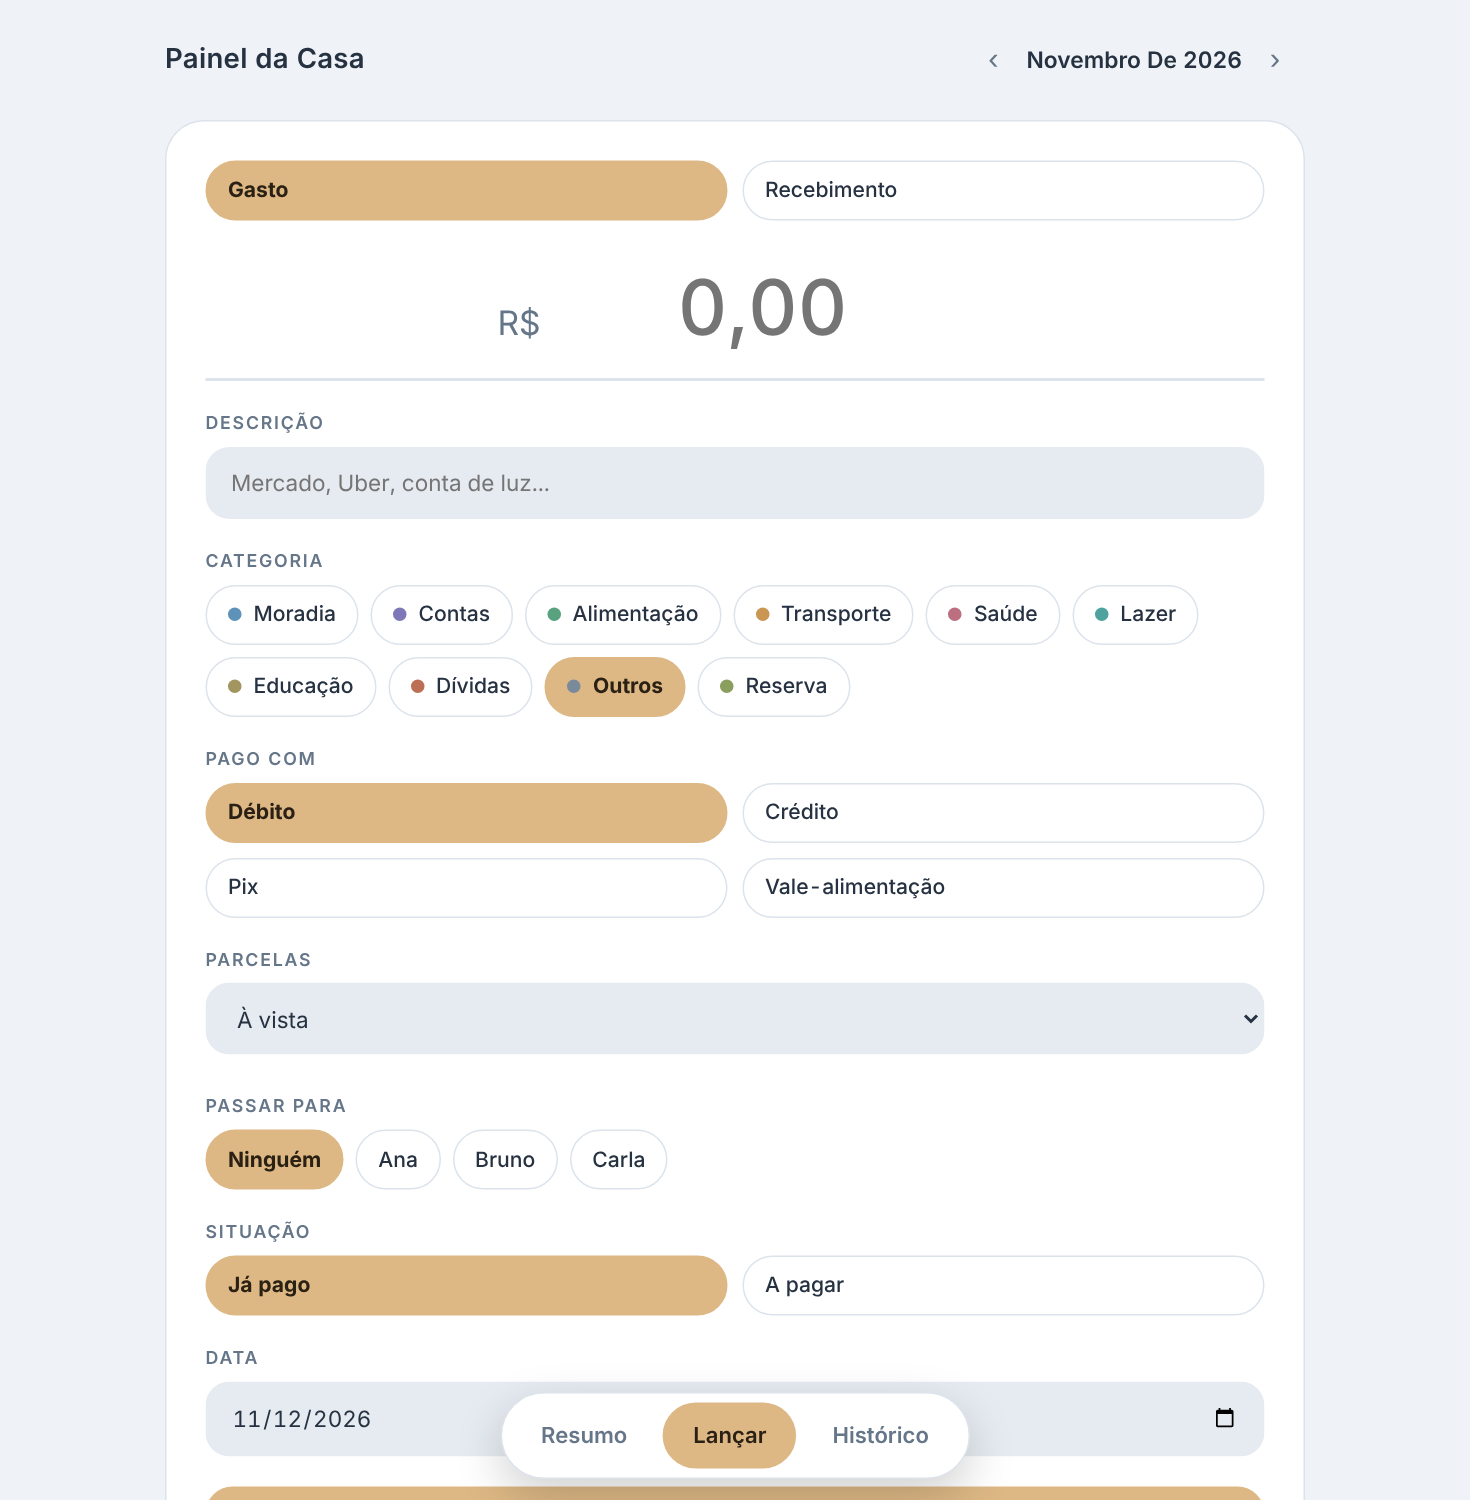 Painel da Casa
‹ Novembro De 2026 ›
Gasto Recebimento
R$ 0,00
DESCRIÇÃO
Mercado, Uber, conta de luz...
CATEGORIA
Moradia Contas Alimentação Transporte Saúde Lazer
Educação Dívidas Outros Reserva
PAGO COM
Débito Crédito
Pix Vale-alimentação
PARCELAS
À vista
PASSAR PARA
Ninguém Ana Bruno Carla
SITUAÇÃO
Já pago A pagar
DATA
11/12/2026
Resumo Lançar Histórico